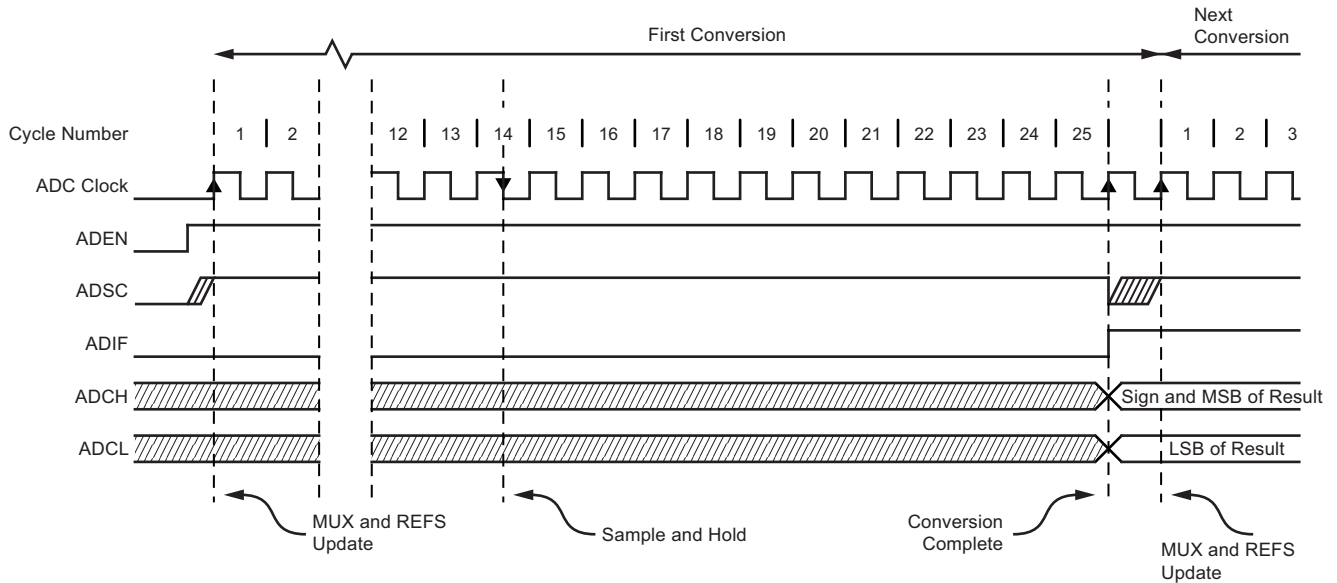 First Conversion
Next
Conversion
Cycle Number
1 2 12 13 14 15 16 17 18 19 20 21 22 23 24 25 1 2 3
ADC Clock
ADEN
ADSC
ADIF
ADCH
Sign and MSB of Result
ADCL
LSB of Result
MUX and REFS
Update
Sample and Hold
Conversion
Complete
MUX and REFS
Update